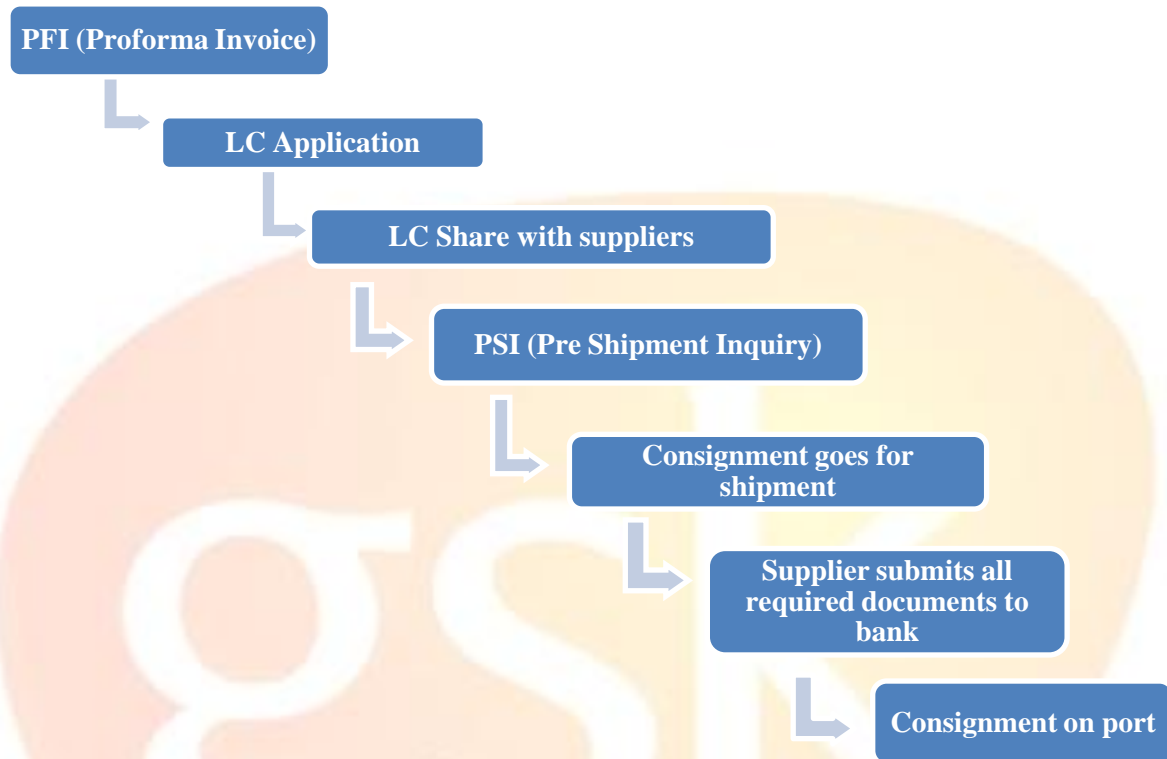 PFI (Proforma Invoice)
LC Application
LC Share with suppliers
PSI (Pre Shipment Inquiry)
Consignment goes for
shipment
Supplier submits all
required documents to
bank
Consignment on port
gsk